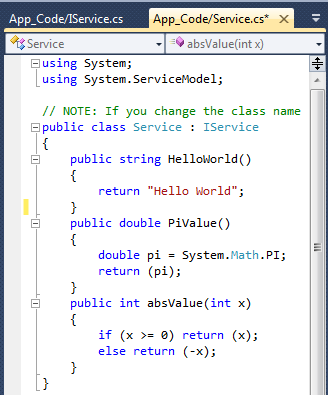 App_Code/IService.cs App_Code/Service.cs*
Service absValue(int x)
using System;
using System.ServiceModel;
// NOTE: If you change the class name
public class Service : IService
{
public string HelloWorld()
{
return "Hello World";
}
public double PiValue()
{
double pi = System.Math.PI;
return (pi);
}
public int absValue(int x)
{
if (x >= 0) return (x);
else return (-x);
}
}